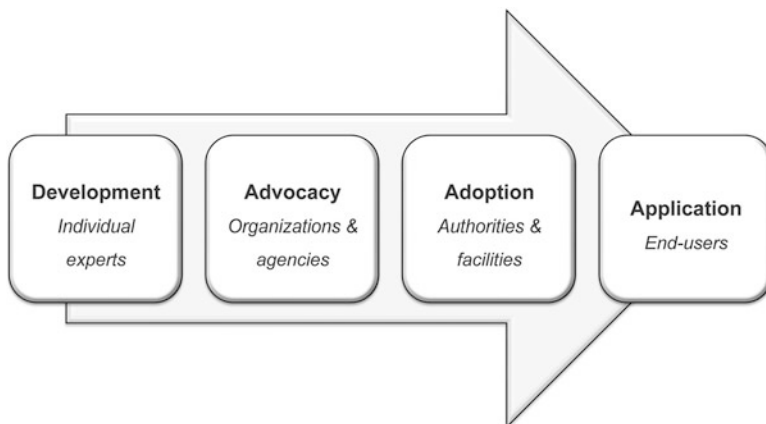 Development
Individual
experts
Advocacy
Organizations &
agencies
Adoption
Authorities &
facilities
Application
End-users